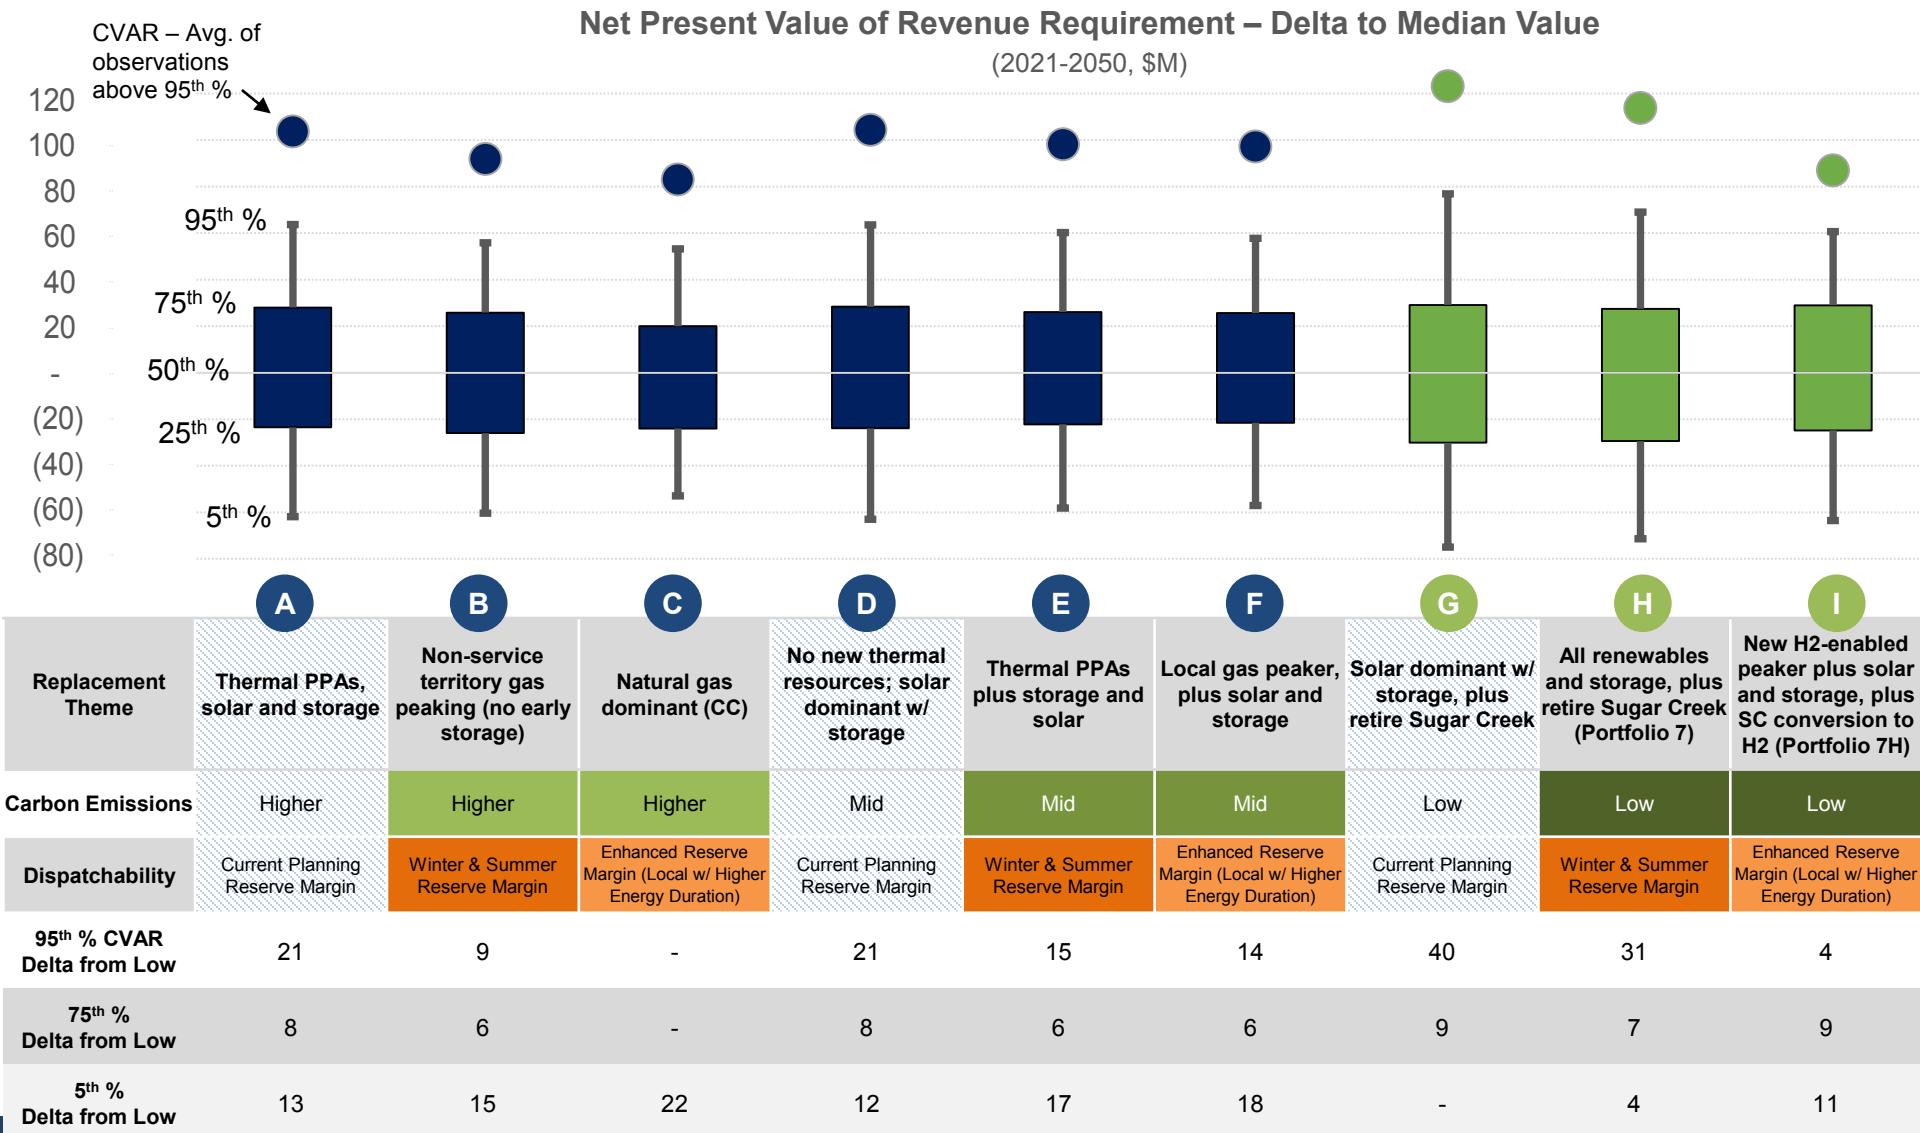 Net Present Value of Revenue Requirement – Delta to Median Value
(2021-2050, $M)
CVAR – Avg. of
observations
above 95th %
120
100
80
60
40
20
-
(20)
(40)
(60)
(80)
95th %
75th %
50th %
25th %
5th %
A B C D E F G H I
Replacement
Theme
Thermal PPAs,
solar and storage
Non-service
territory gas
peaking (no early
storage)
Natural gas
dominant (CC)
No new thermal
resources; solar
dominant w/
storage
Thermal PPAs
plus storage and
solar
Local gas peaker,
plus solar and
storage
Solar dominant w/
storage, plus
retire Sugar Creek
All renewables
and storage, plus
retire Sugar Creek
(Portfolio 7)
New H2-enabled
peaker plus solar
and storage, plus
SC conversion to
H2 (Portfolio 7H)
Carbon Emissions
Higher
Higher
Higher
Mid
Mid
Mid
Low
Low
Low
Dispatchability
Current Planning
Reserve Margin
Winter & Summer
Reserve Margin
Enhanced Reserve
Margin (Local w/ Higher
Energy Duration)
Current Planning
Reserve Margin
Winter & Summer
Reserve Margin
Enhanced Reserve
Margin (Local w/ Higher
Energy Duration)
Current Planning
Reserve Margin
Winter & Summer
Reserve Margin
Enhanced Reserve
Margin (Local w/ Higher
Energy Duration)
95th % CVAR
Delta from Low
21 9 - 21 15 14 40 31 4
75th %
Delta from Low
8 6 - 8 6 6 9 7 9
5th %
Delta from Low
13 15 22 12 17 18 - 4 11